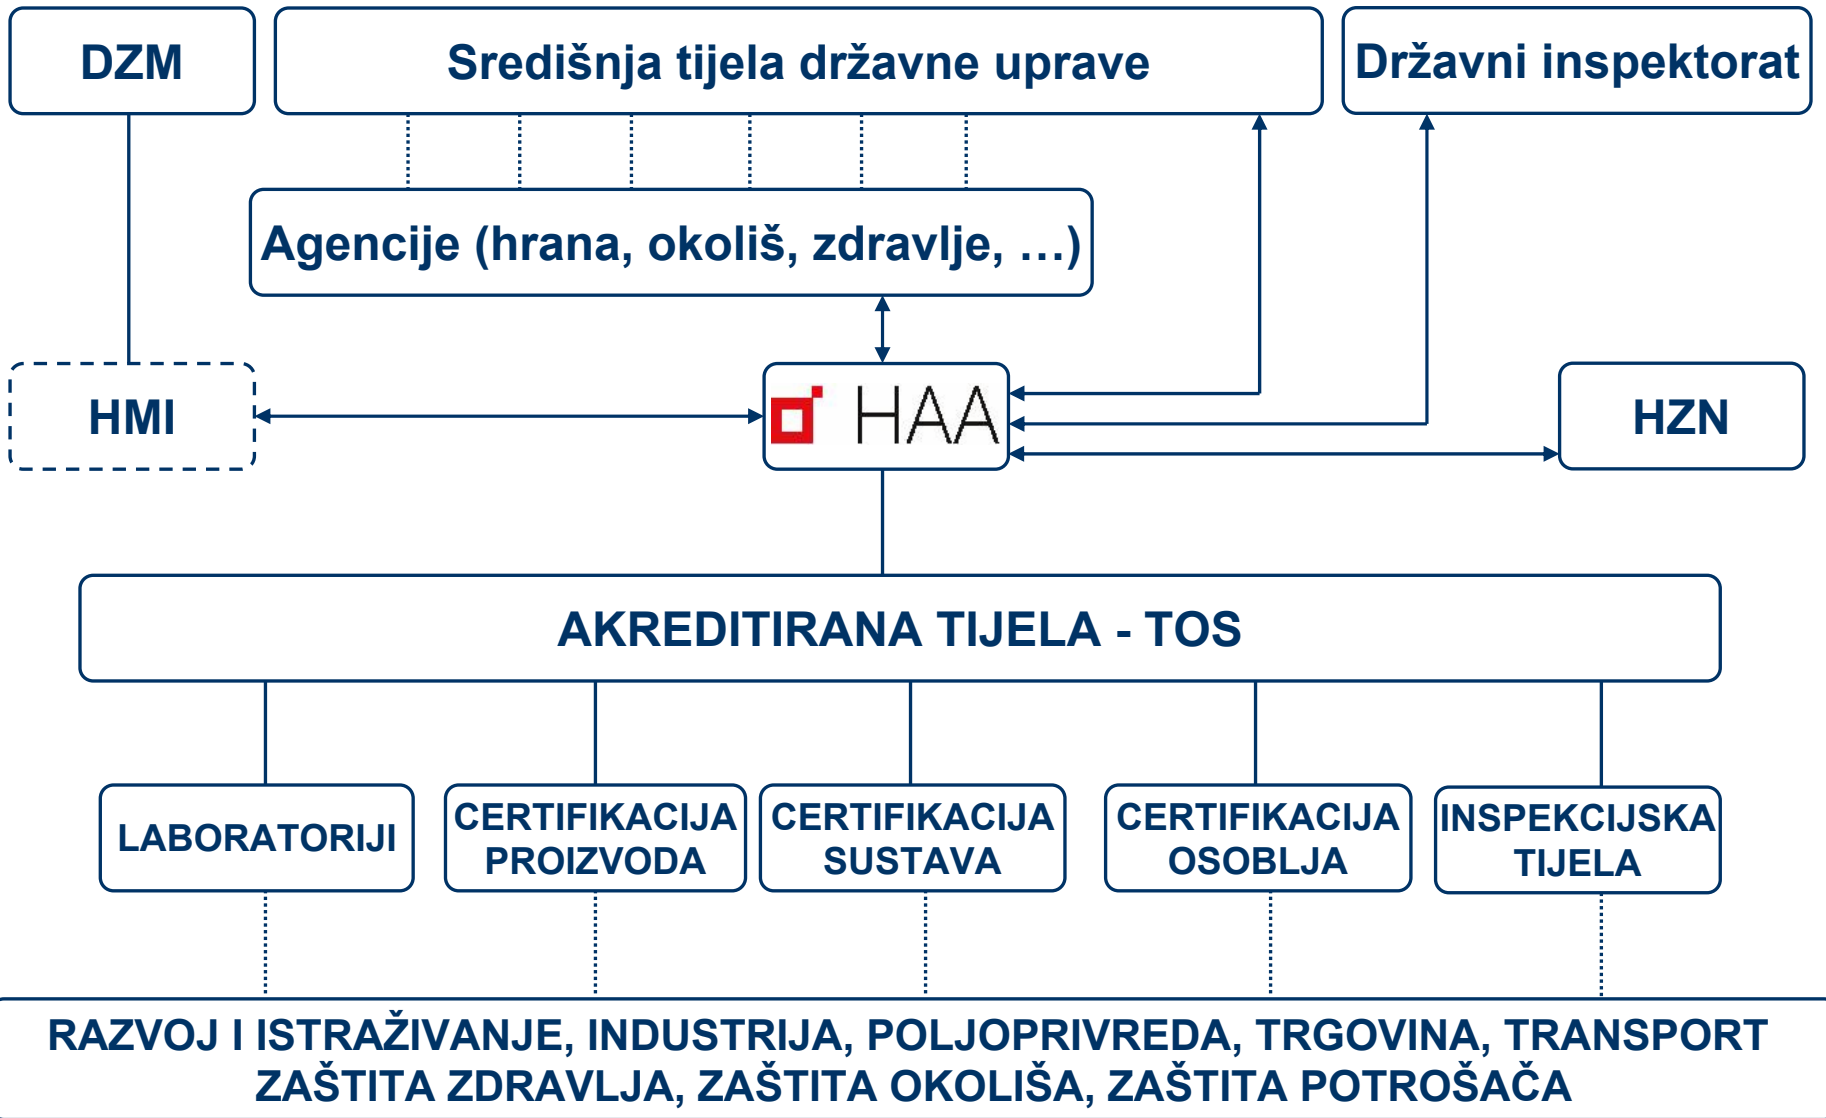 DZM
Središnja tijela državne uprave
Državni inspektorat
Agencije (hrana, okoliš, zdravlje, …)
HMI
HAA
HZN
AKREDITIRANA TIJELA - TOS
LABORATORIJI
CERTIFIKACIJA
PROIZVODA
CERTIFIKACIJA
SUSTAVA
CERTIFIKACIJA
OSOBLJA
INSPEKCIJSKA
TIJELA
RAZVOJ I ISTRAŽIVANJE, INDUSTRIJA, POLJOPRIVREDA, TRGOVINA, TRANSPORT
ZAŠTITA ZDRAVLJA, ZAŠTITA OKOLIŠA, ZAŠTITA POTROŠAČA